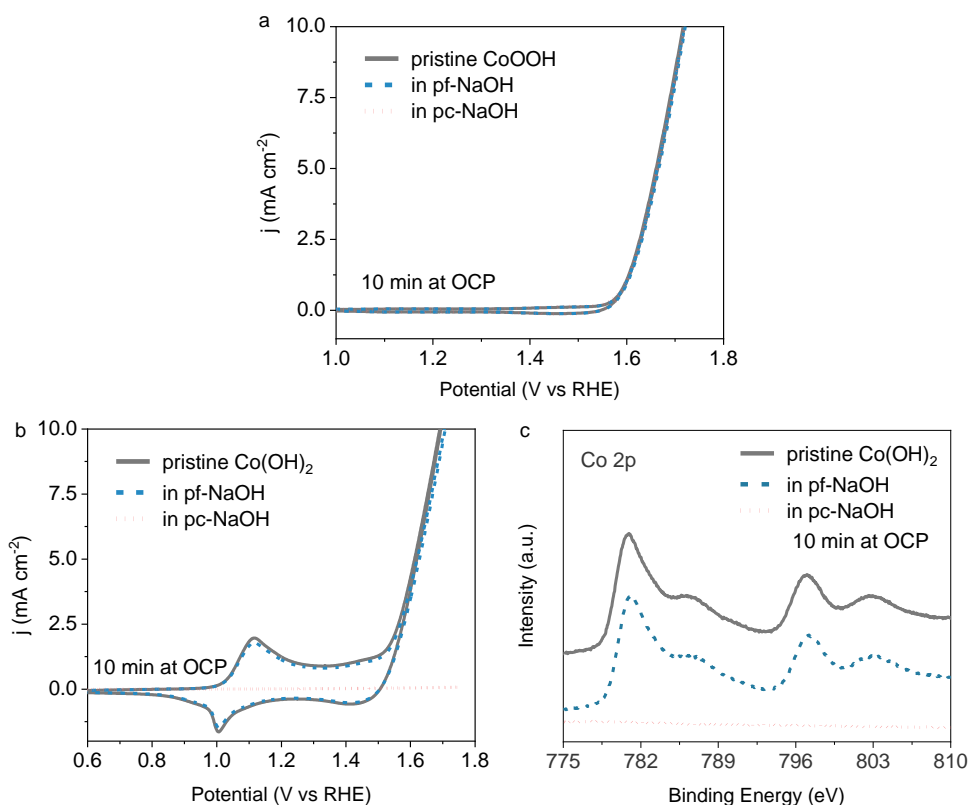 a
10.0
7.5
5.0
2.5
0.0
j (mA cm-2)
pristine CoOOH
in pf-NaOH
in pc-NaOH
10 min at OCP
1.0 1.2 1.4 1.6 1.8
Potential (V vs RHE)
b
10.0
7.5
5.0
2.5
0.0
j (mA cm-2)
pristine Co(OH)2
in pf-NaOH
in pc-NaOH
10 min at OCP
0.6 0.8 1.0 1.2 1.4 1.6 1.8
Potential (V vs RHE)
c
Co 2p
Intensity (a.u.)
pristine Co(OH)2
in pf-NaOH
in pc-NaOH
10 min at OCP
775 782 789 796 803 810
Binding Energy (eV)